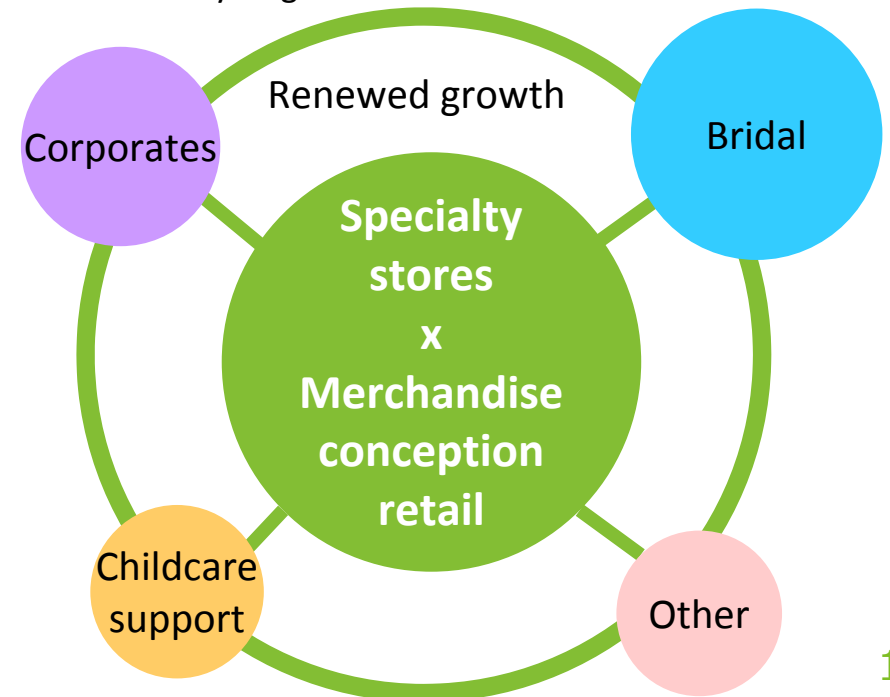 Renewed growth
Corporates
Bridal
Specialty
stores
x
Merchandise
conception
retail
Childcare
support
Other